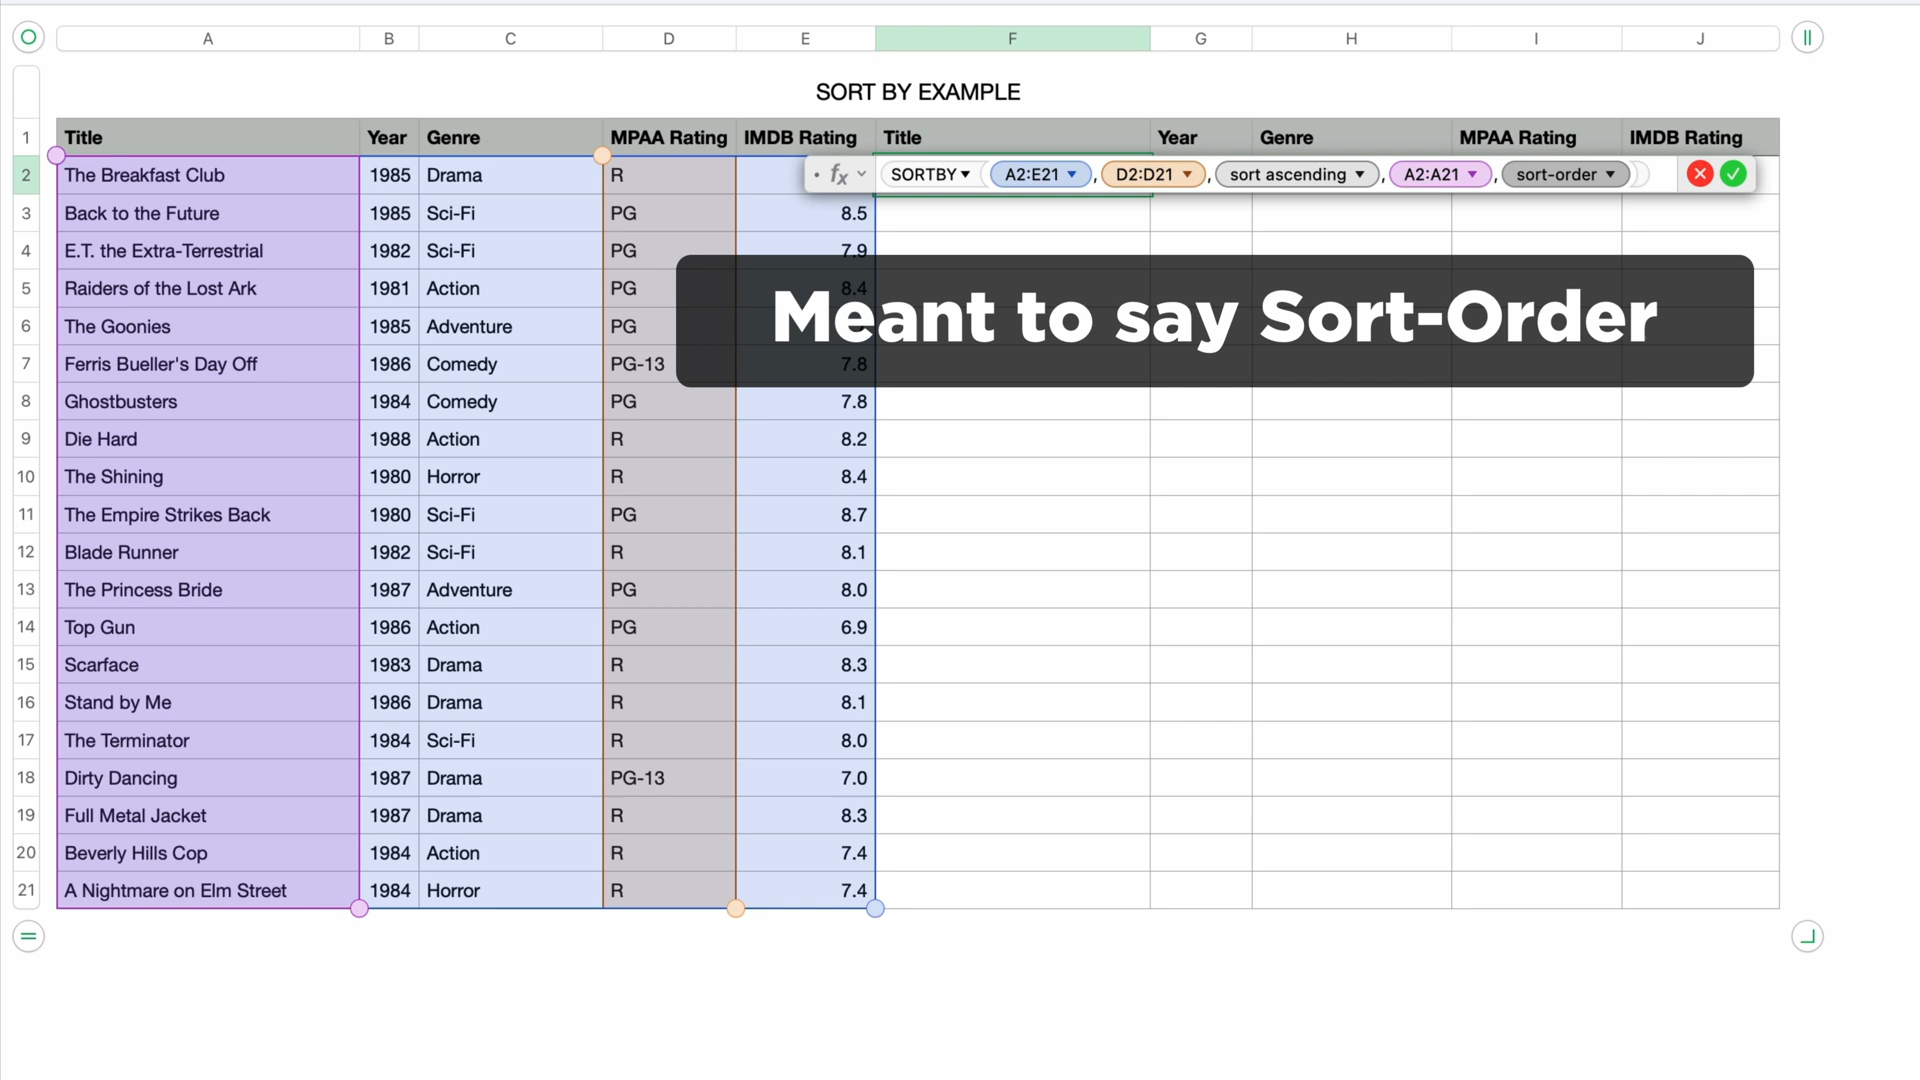 A B C D E F G H I J
SORT BY EXAMPLE
1 Title Year Genre MPAA Rating IMDB Rating Title Year Genre MPAA Rating IMDB Rating
2 The Breakfast Club 1985 Drama R fx SORTBY A2:E21 , D2:D21 , sort ascending , A2:A21 , sort-order
3 Back to the Future 1985 Sci-Fi PG 8.5
4 E.T. the Extra-Terrestrial 1982 Sci-Fi PG 7.9
5 Raiders of the Lost Ark 1981 Action PG 8.4
Meant to say Sort-Order
6 The Goonies 1985 Adventure PG
7 Ferris Bueller's Day Off 1986 Comedy PG-13 7.8
8 Ghostbusters 1984 Comedy PG 7.8
9 Die Hard 1988 Action R 8.2
10 The Shining 1980 Horror R 8.4
11 The Empire Strikes Back 1980 Sci-Fi PG 8.7
12 Blade Runner 1982 Sci-Fi R 8.1
13 The Princess Bride 1987 Adventure PG 8.0
14 Top Gun 1986 Action PG 6.9
15 Scarface 1983 Drama R 8.3
16 Stand by Me 1986 Drama R 8.1
17 The Terminator 1984 Sci-Fi R 8.0
18 Dirty Dancing 1987 Drama PG-13 7.0
19 Full Metal Jacket 1987 Drama R 8.3
20 Beverly Hills Cop 1984 Action R 7.4
21 A Nightmare on Elm Street 1984 Horror R 7.4